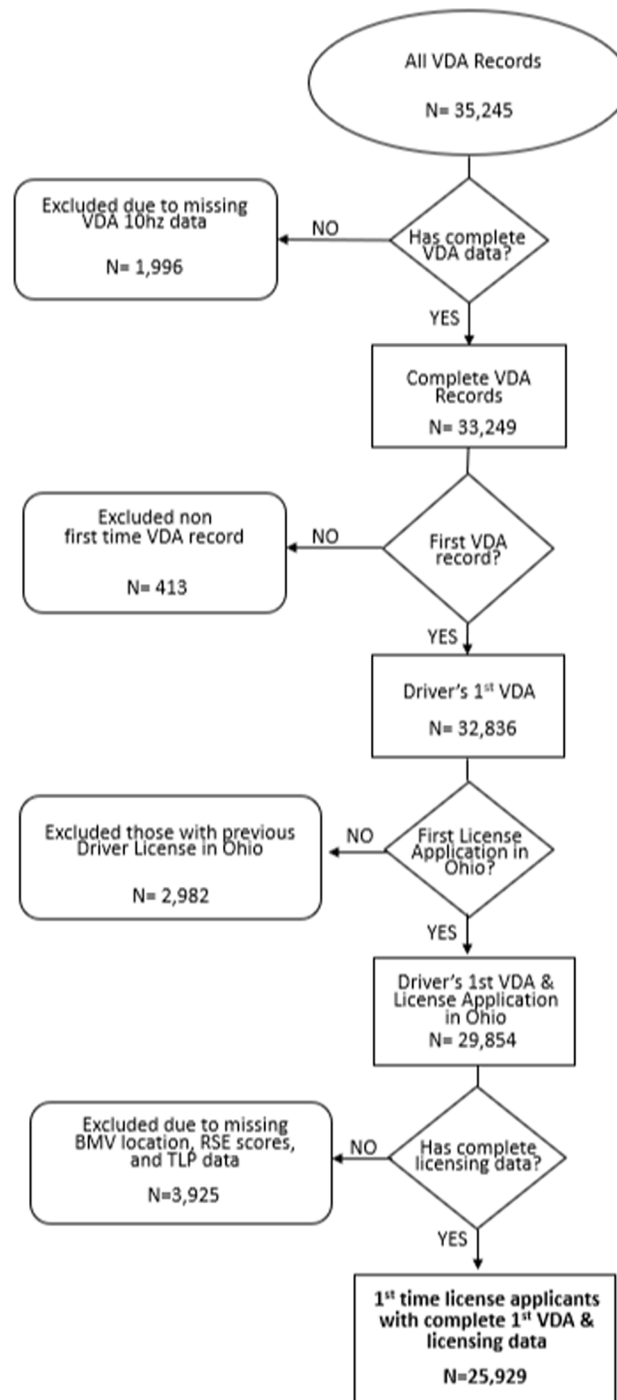 All VDA Records
N= 35,245
Has complete
VDA data?
NO
Excluded due to missing
VDA 10hz data
N= 1,996
YES
Complete VDA
Records
N= 33,249
First VDA
record?
NO
Excluded non
first time VDA record
N= 413
YES
Driver's 1st VDA
N= 32,836
First License
Application in
Ohio?
NO
Excluded those with previous
Driver License in Ohio
N= 2,982
YES
Driver's 1st VDA &
License Application
in Ohio
N= 29,854
Has complete
licensing data?
NO
Excluded due to missing
BMV location, RSE scores,
and TLP data
N=3,925
YES
1st time license applicants
with complete 1st VDA &
licensing data
N=25,929